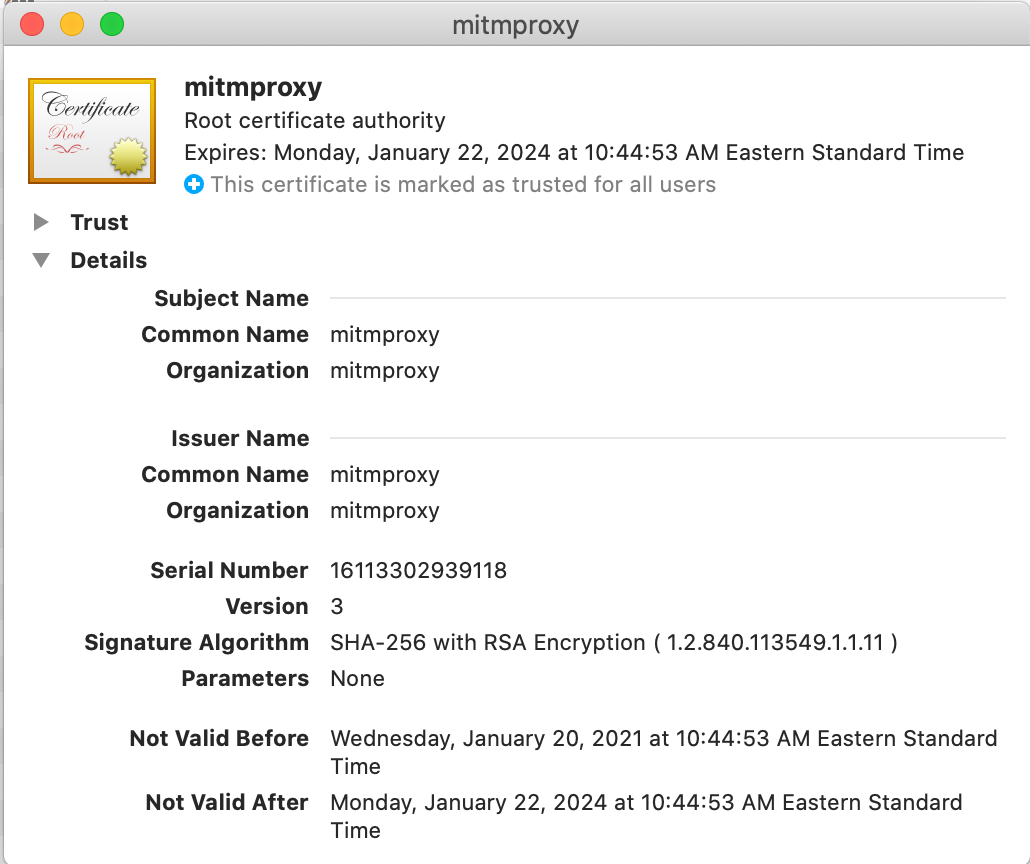 mitmproxy
Certificate
Root
mitmproxy
Root certificate authority
Expires: Monday, January 22, 2024 at 10:44:53 AM Eastern Standard Time
This certificate is marked as trusted for all users
Trust
Details
Subject Name
Common Name mitmproxy
Organization mitmproxy
Issuer Name
Common Name mitmproxy
Organization mitmproxy
Serial Number 16113302939118
Version 3
Signature Algorithm SHA-256 with RSA Encryption ( 1.2.840.113549.1.1.11 )
Parameters None
Not Valid Before Wednesday, January 20, 2021 at 10:44:53 AM Eastern Standard
Time
Not Valid After Monday, January 22, 2024 at 10:44:53 AM Eastern Standard
Time